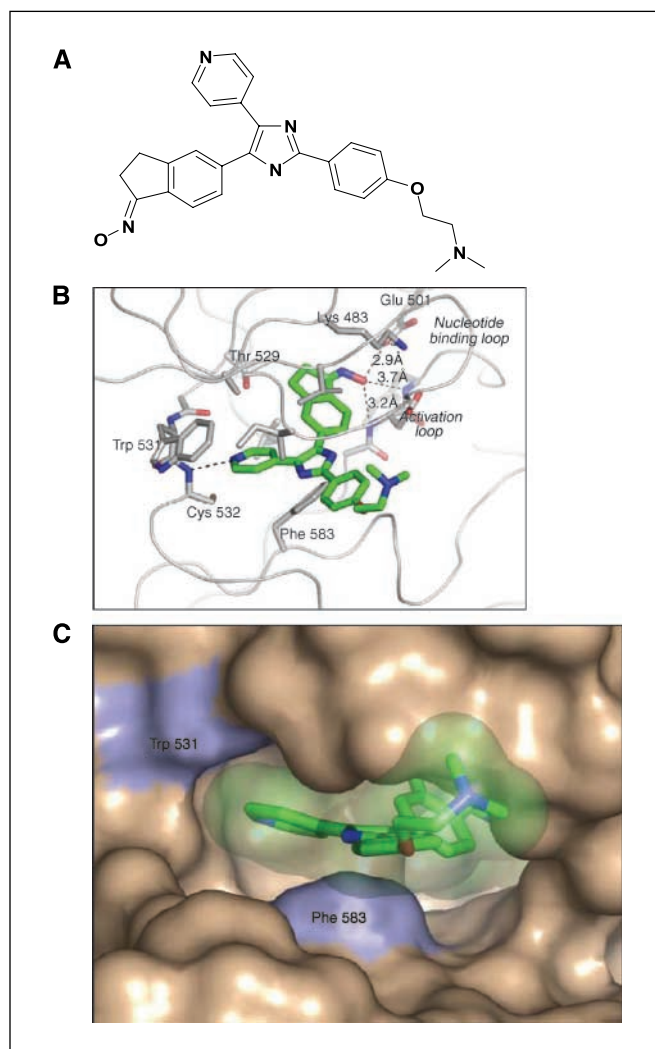 A
N
N
N
O
N
O
N
B
Glu 501
Lys 483
Nucleotide
binding loop
Thr 529
2.9Å
3.7Å
3.2Å
Activation
loop
Trp 531
Cys 532
Phe 583
C
Trp 531
Phe 583